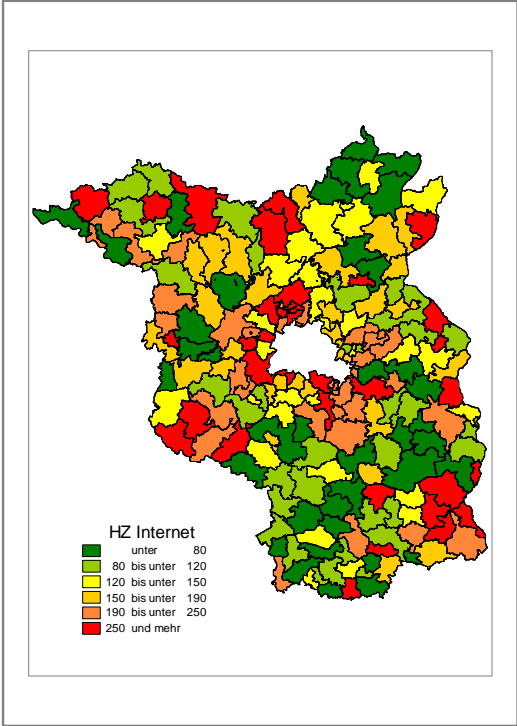 HZ Internet
unter 80
80 bis unter 120
120 bis unter 150
150 bis unter 190
190 bis unter 250
250 und mehr